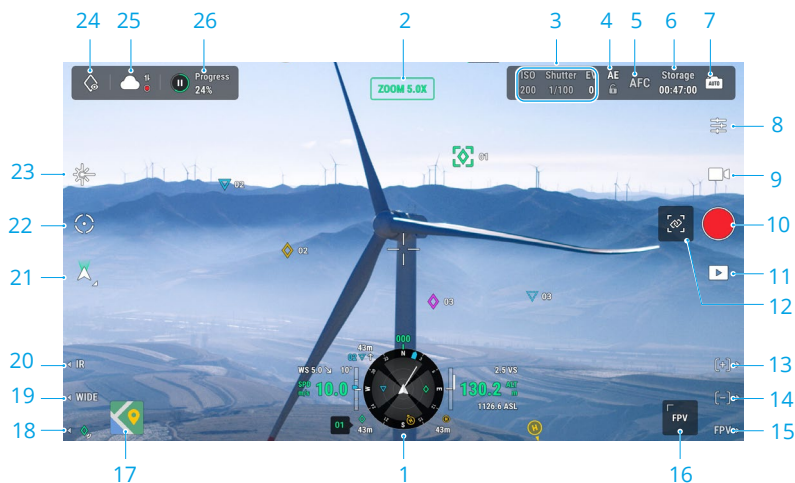 24 25 26 2 3 4 5 6 7
Progress
24%
ZOOM 5.0X
ISO Shutter EV AE AFC Storage AUTO
200 1/100 0 00:47:00
8
01
23 02 9
22 02 10
21 03 03 11
12
43m 000
02 N
20 IR WS 5.0 10° 2.5 VS 13
SPD m/s 10.0 W E 130.2 ALT m
19 WIDE 1126.6 ASL 14
18 01 43m S H 43m H FPV FPV 15
17 1 16